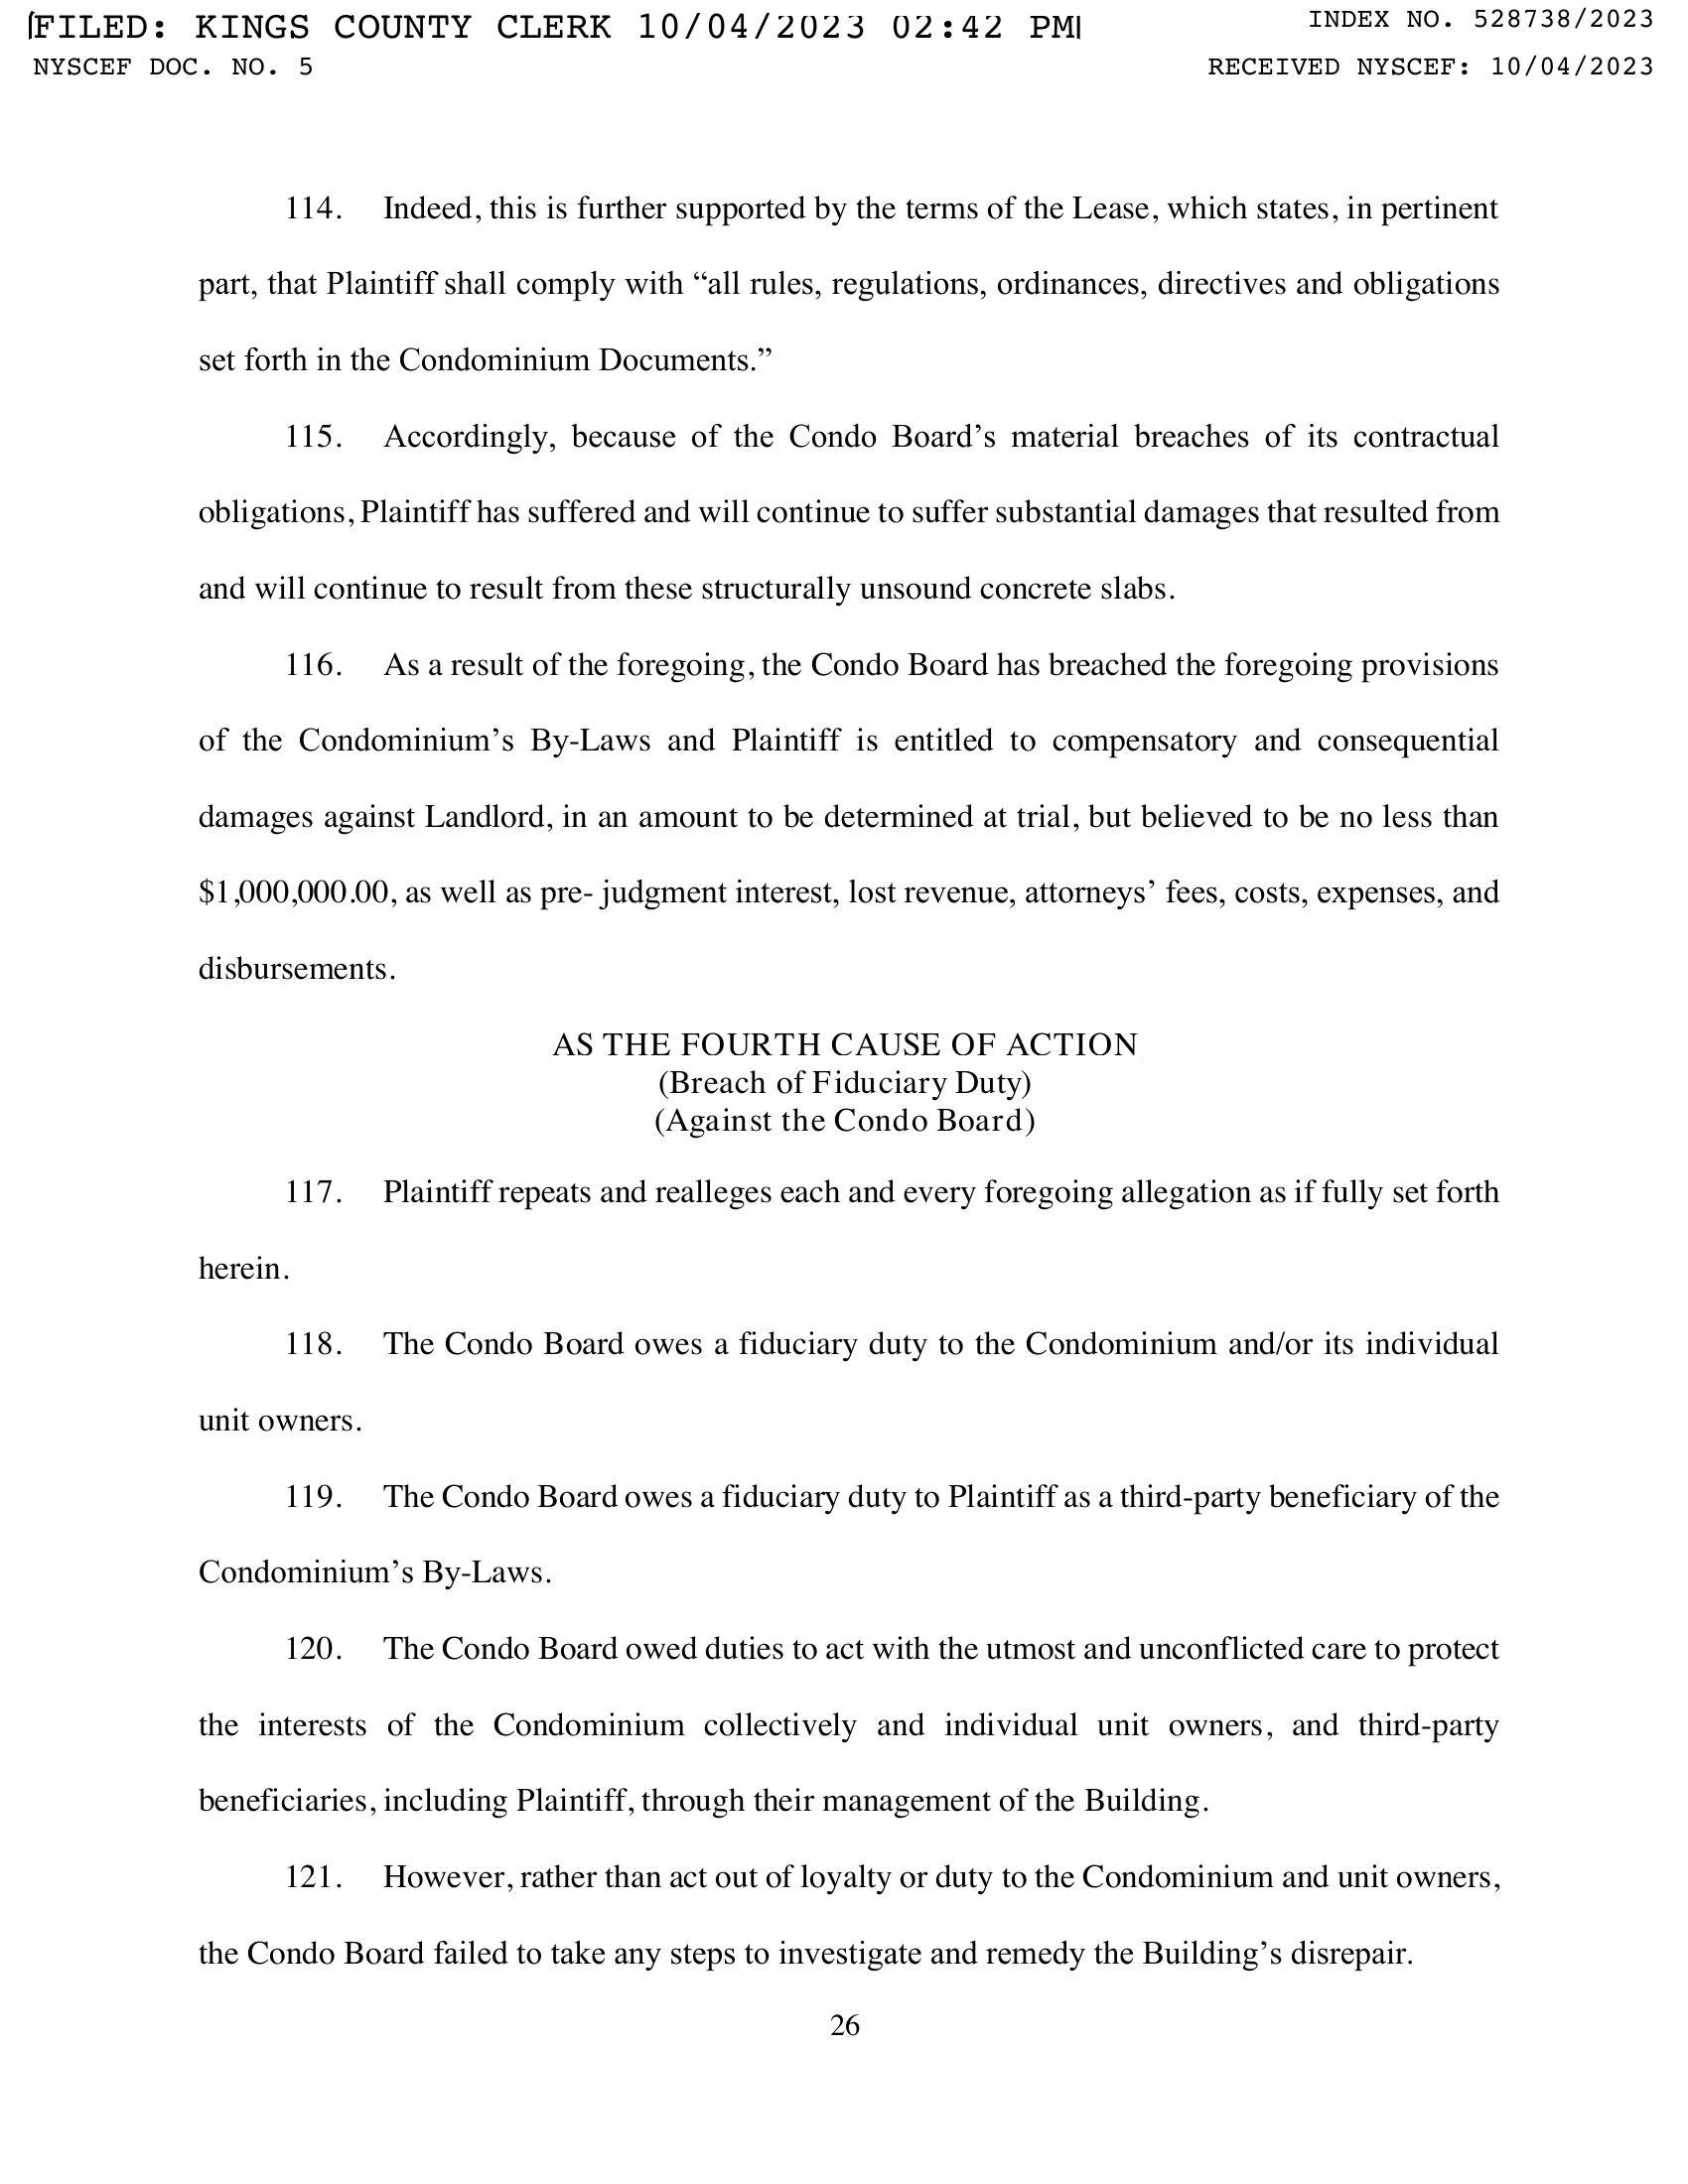 FILED: KINGS COUNTY CLERK 10/04/2023 02:42 PM
INDEX NO. 528738/2023
NYSCEF DOC. NO. 5
RECEIVED NYSCEF: 10/04/2023
114. Indeed, this is further supported by the terms of the Lease, which states, in pertinent
part, that Plaintiff shall comply with “all rules, regulations, ordinances, directives and obligations
set forth in the Condominium Documents.”
115. Accordingly, because of the Condo Board’s material breaches of its contractual
obligations, Plaintiff has suffered and will continue to suffer substantial damages that resulted from
and will continue to result from these structurally unsound concrete slabs.
116. As a result of the foregoing, the Condo Board has breached the foregoing provisions
of the Condominium’s By-Laws and Plaintiff is entitled to compensatory and consequential
damages against Landlord, in an amount to be determined at trial, but believed to be no less than
$1,000,000.00, as well as pre- judgment interest, lost revenue, attorneys’ fees, costs, expenses, and
disbursements.
AS THE FOURTH CAUSE OF ACTION
(Breach of Fiduciary Duty)
(Against the Condo Board)
117. Plaintiff repeats and realleges each and every foregoing allegation as if fully set forth
herein.
118. The Condo Board owes a fiduciary duty to the Condominium and/or its individual
unit owners.
119. The Condo Board owes a fiduciary duty to Plaintiff as a third-party beneficiary of the
Condominium’s By-Laws.
120. The Condo Board owed duties to act with the utmost and unconflicted care to protect
the interests of the Condominium collectively and individual unit owners, and third-party
beneficiaries, including Plaintiff, through their management of the Building.
121. However, rather than act out of loyalty or duty to the Condominium and unit owners,
the Condo Board failed to take any steps to investigate and remedy the Building’s disrepair.
26